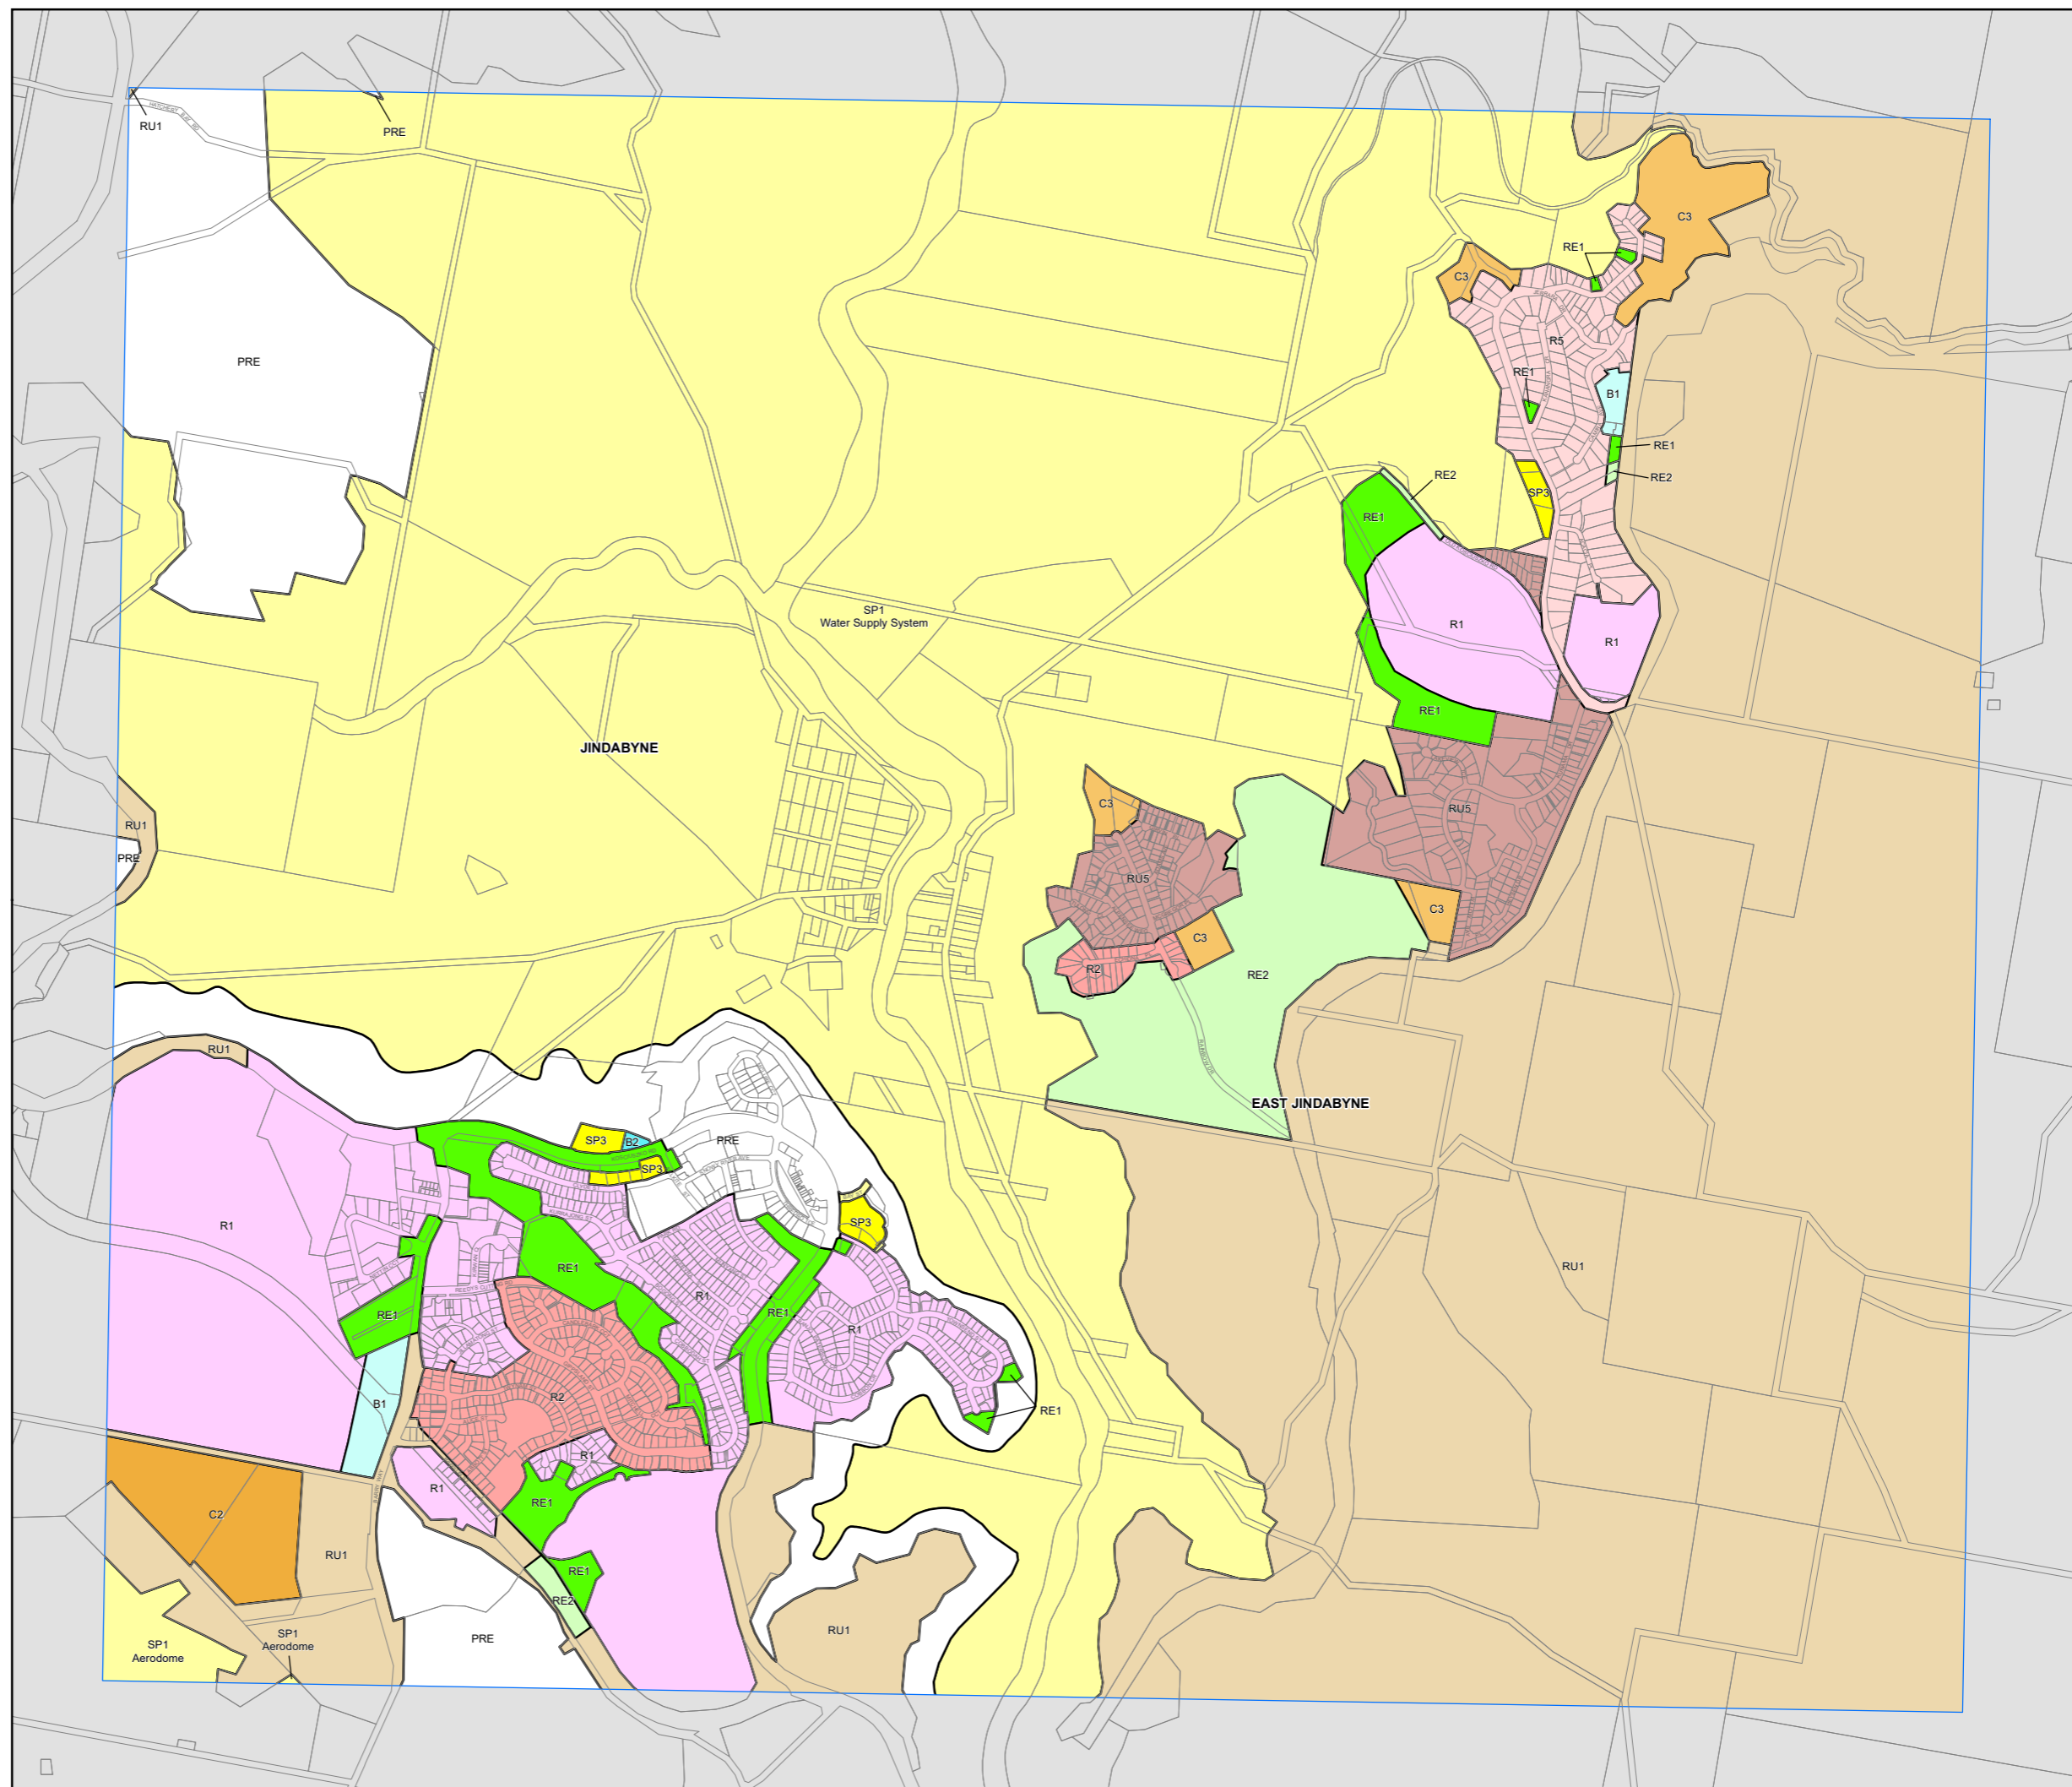 RU1
PRE
C3
RE1
C3
PRE
R5
RE1
B1
RE1
RE2
RE2
SP3
RE1
SP1
Water Supply System
R1
R1
RE1
JINDABYNE
C3
RU5
RU1
PRE
RU5
C3
C3
R2
RE2
RU1
EAST JINDABYNE
SP3
B2
PRE
SP3
R1
SP3
RE1
RU1
R1
RE1
RE1
R1
R2
B1
RE1
R1
R1
C2
RE1
RU1
RE1
RE2
RU1
PRE
SP1
Aerodome
SP1
Aerodome